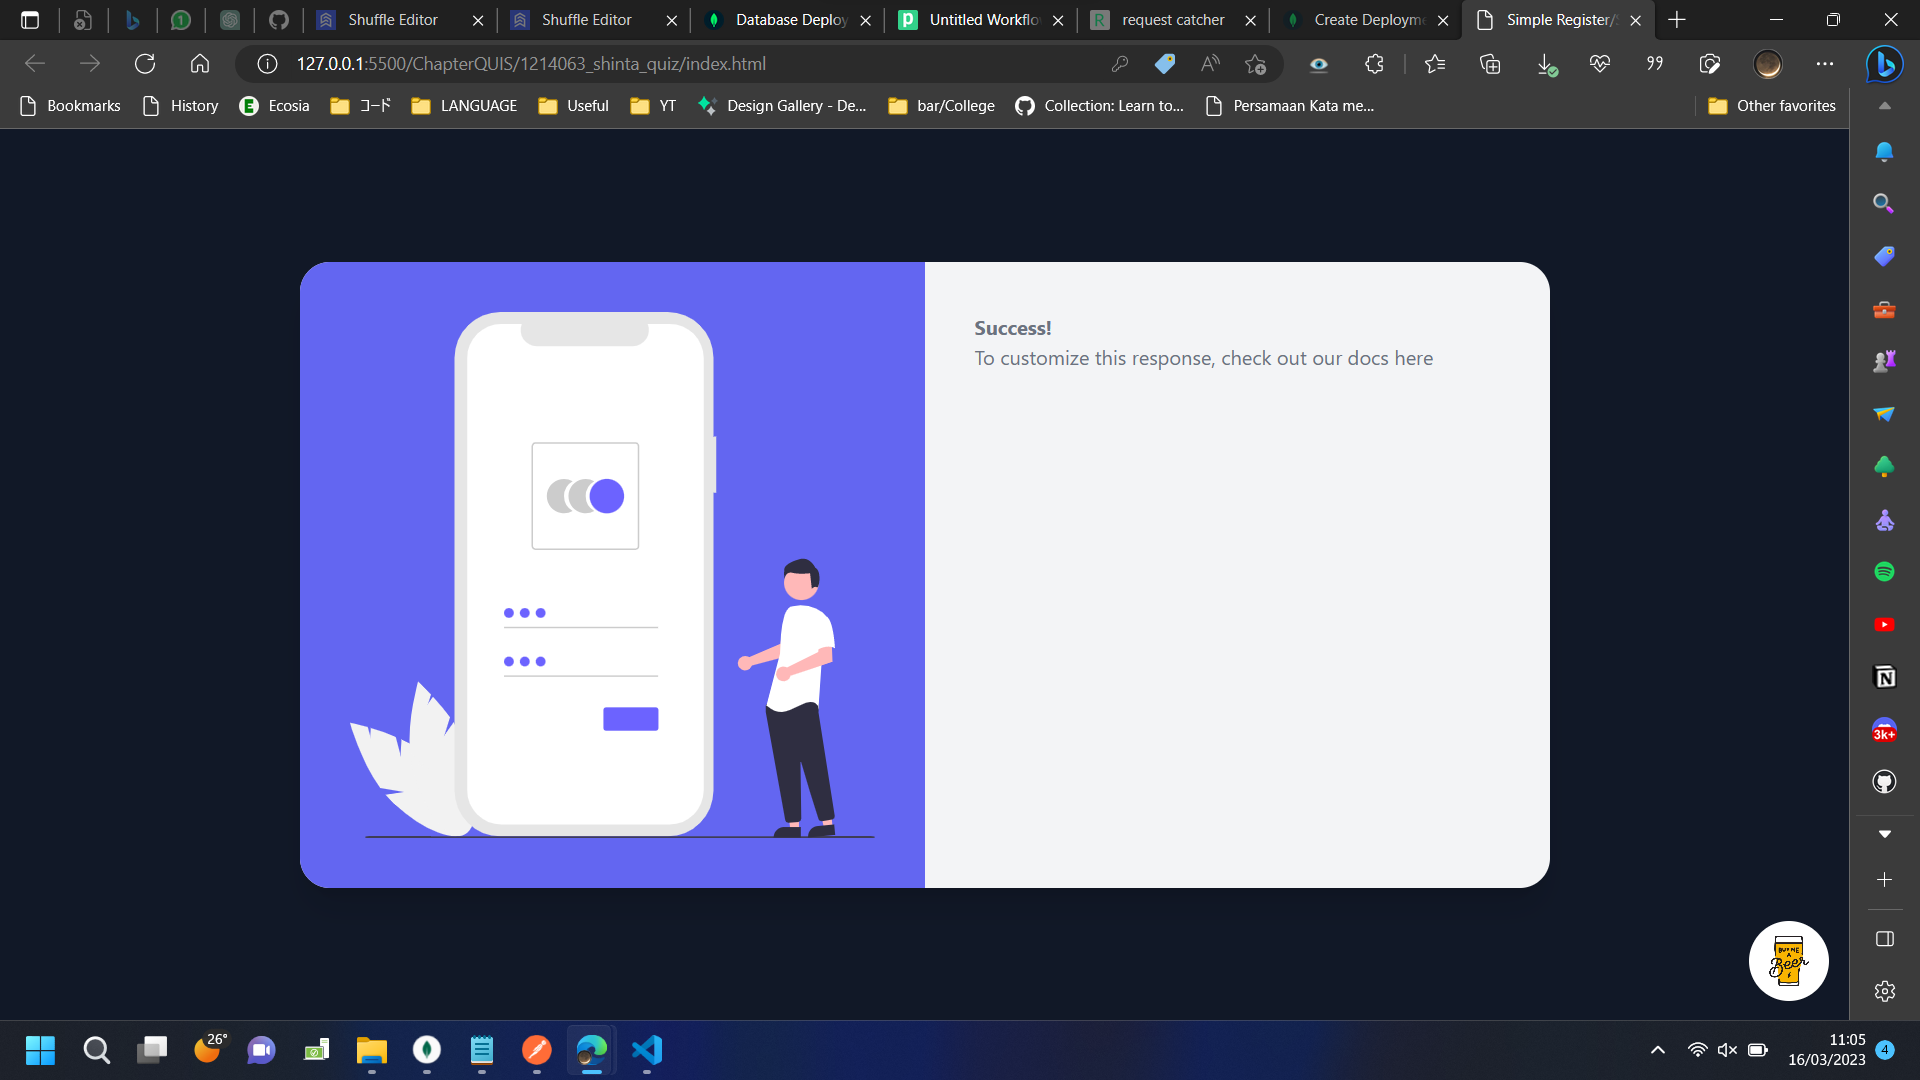 Shuffle Editor
Shuffle Editor
Database Deploy
Untitled Workflo
request catcher
Create Deployme
Simple Register/
127.0.0.1:5500/ChapterQUIS/1214063_shinta_quiz/index.html
Bookmarks
History
Ecosia
コード
LANGUAGE
Useful
YT
Design Gallery - De...
bar/College
Collection: Learn to...
Persamaan Kata me...
Other favorites
Success!
To customize this response, check out our docs here
3k+
BUY ME
A
Beer
26°
11:05
16/03/2023
4